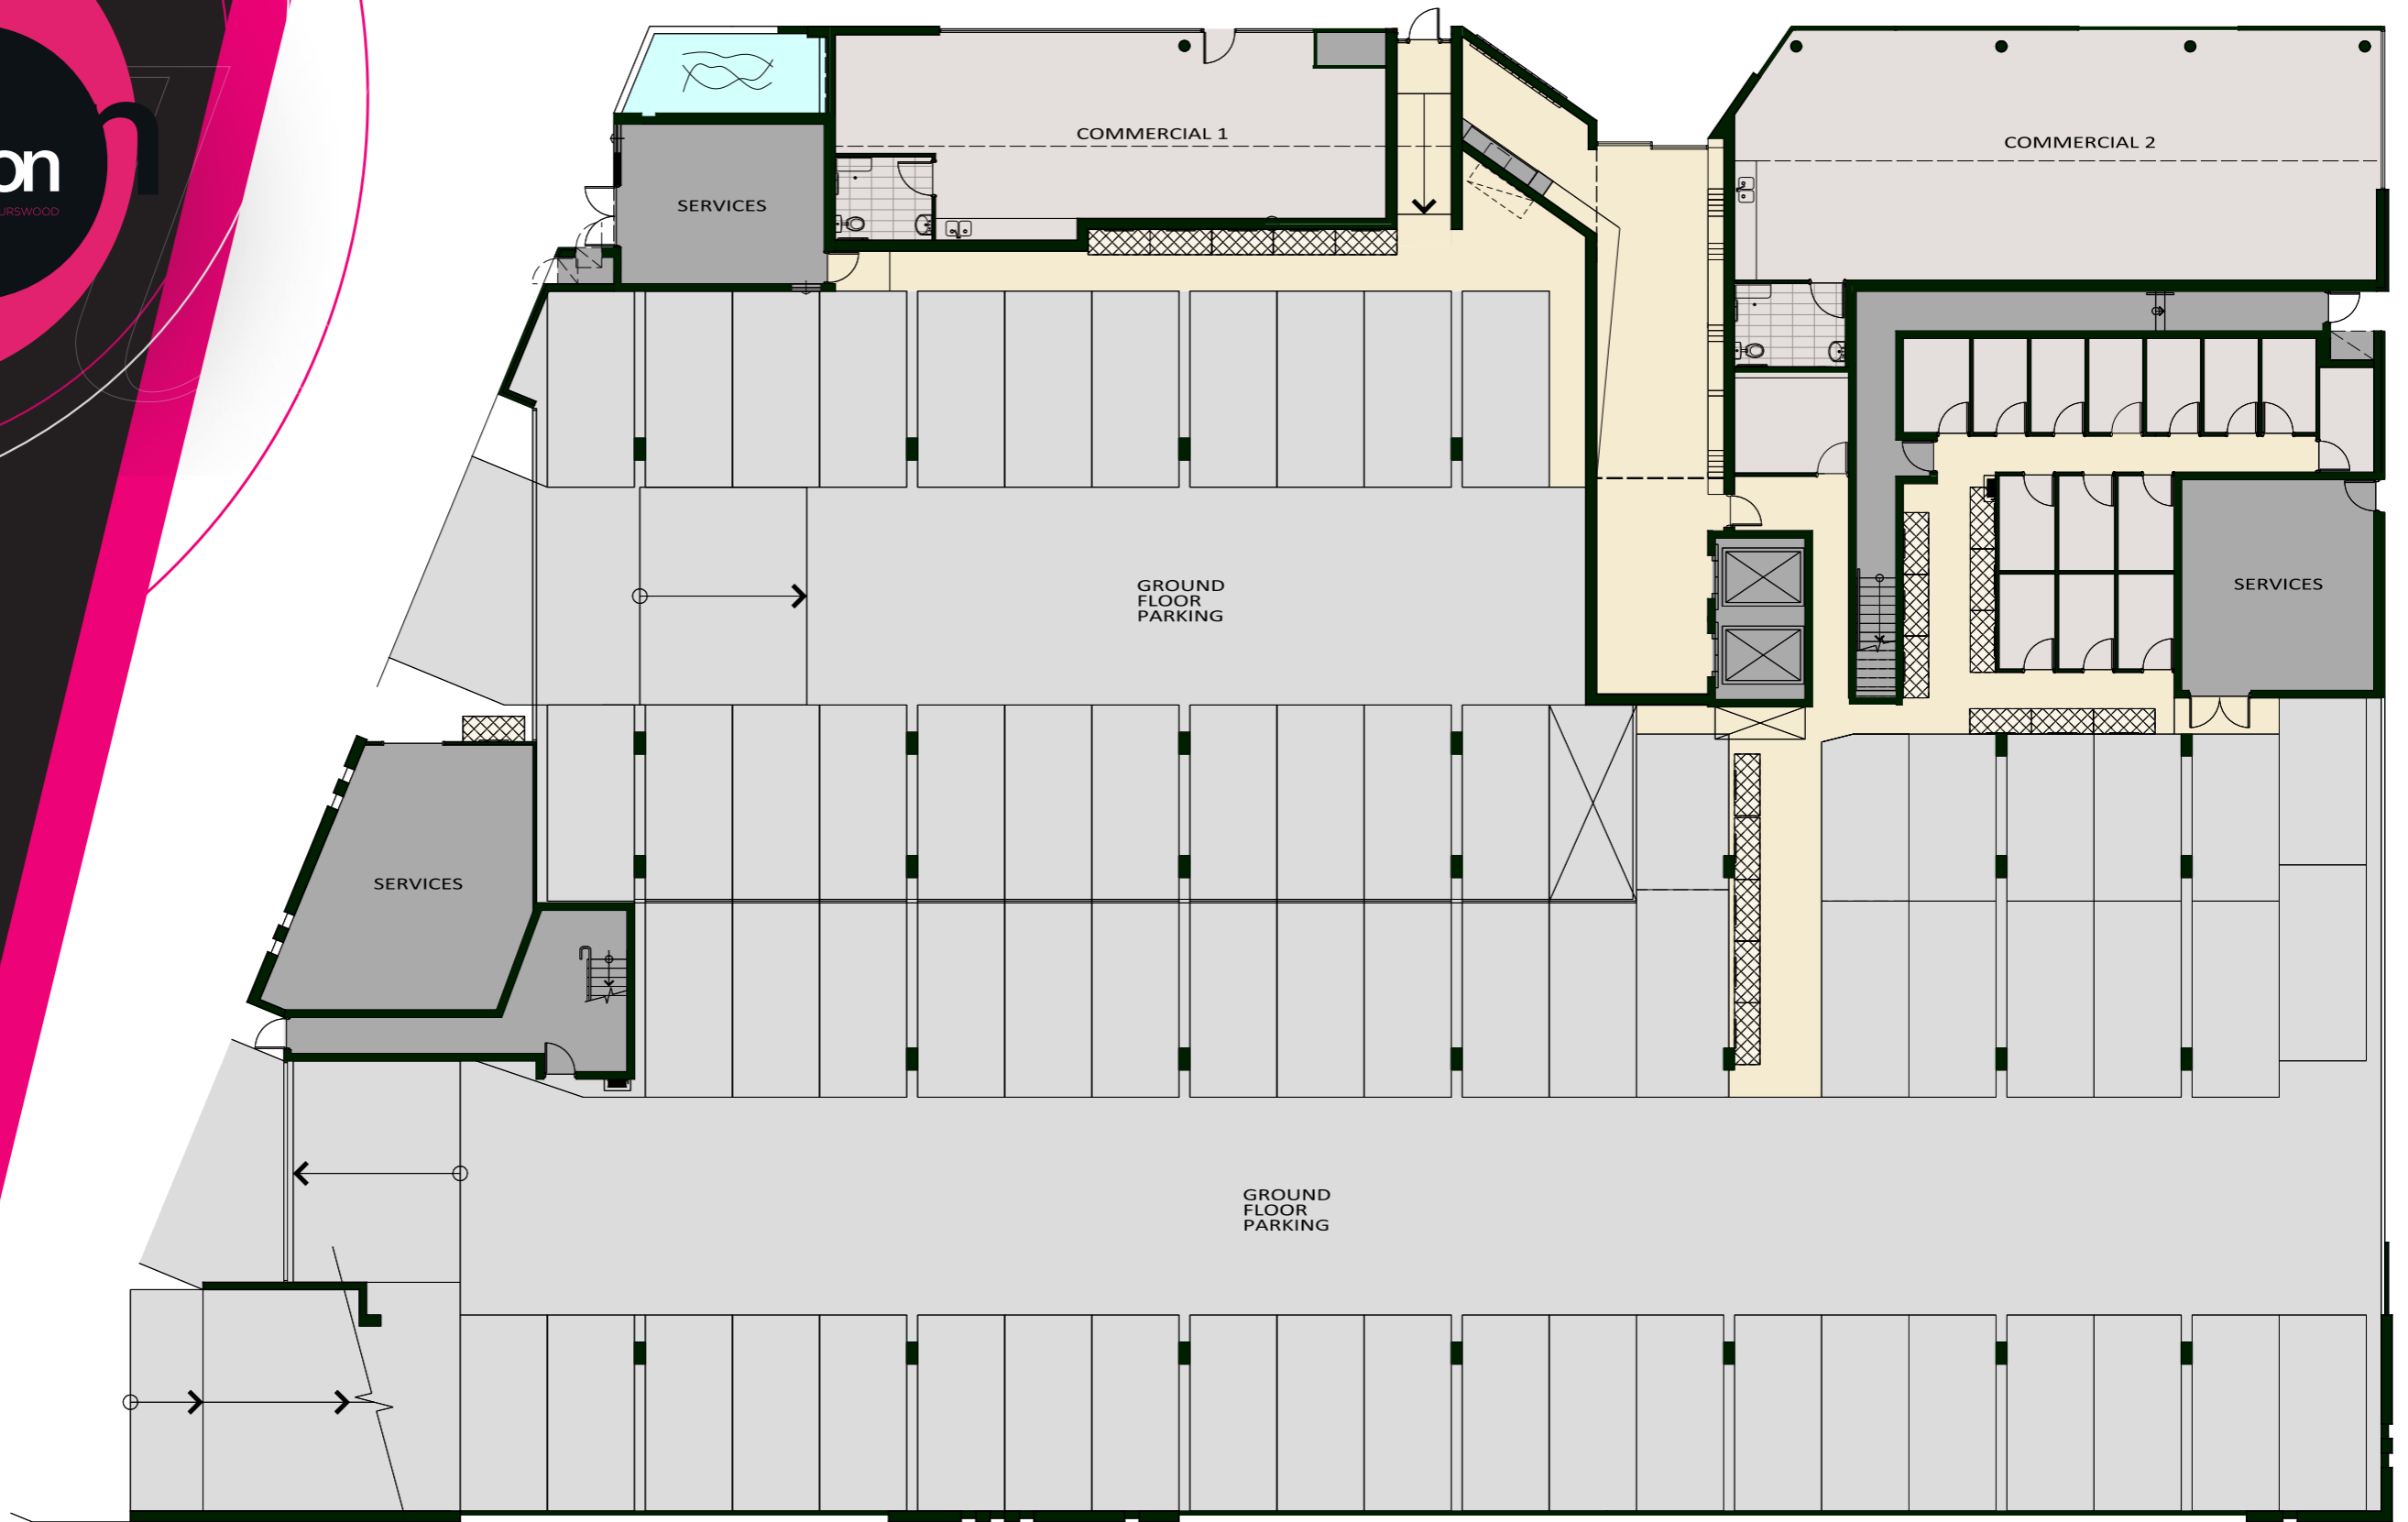 on
URSWOOD
COMMERCIAL 1
COMMERCIAL 2
SERVICES
GROUND
FLOOR
PARKING
SERVICES
SERVICES
GROUND
FLOOR
PARKING